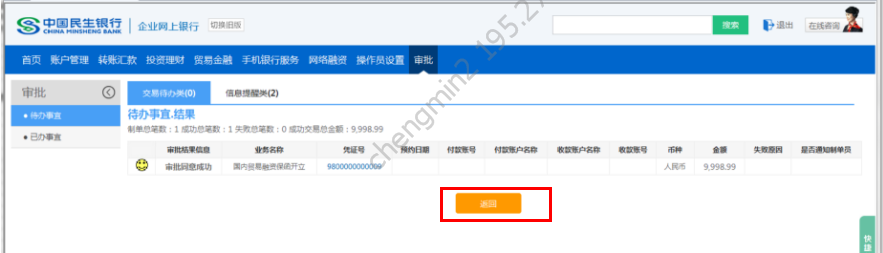 中国民生银行 CHINA MINSHENG BANK 企业网上银行 切换旧版 搜索 退出 在线咨询
首页 账户管理 转账汇款 投资理财 贸易金融 手机银行服务 网络融资 操作员设置 审批
审批 交易待办类(0) 信息提醒类(2)
待办事宜
已办事宜
待办事宜.结果
制单总笔数：1 成功总笔数：1 失败总笔数：0 成功交易总金额：9,998.99
审批结果信息 业务名称 凭证号 预约日期 付款账号 付款账户名称 收款账户名称 收款账号 币种 金额 失败原因 是否通知制单员
审批同意成功 国内贸易融资保函开立 9800000000009 人民币 9,998.99
返回
快捷
chengmin2 195.27